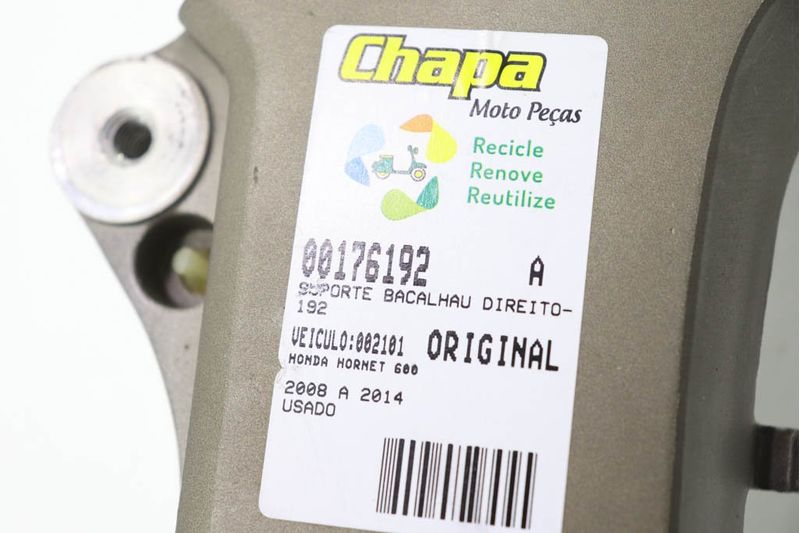 Chapa
Moto Peças
Recicle
Renove
Reutilize
00176192 A
SUPORTE BACALHAU DIREITO-
192
VEICULO:002101 ORIGINAL
HONDA HORNET 600
2008 A 2014
USADO